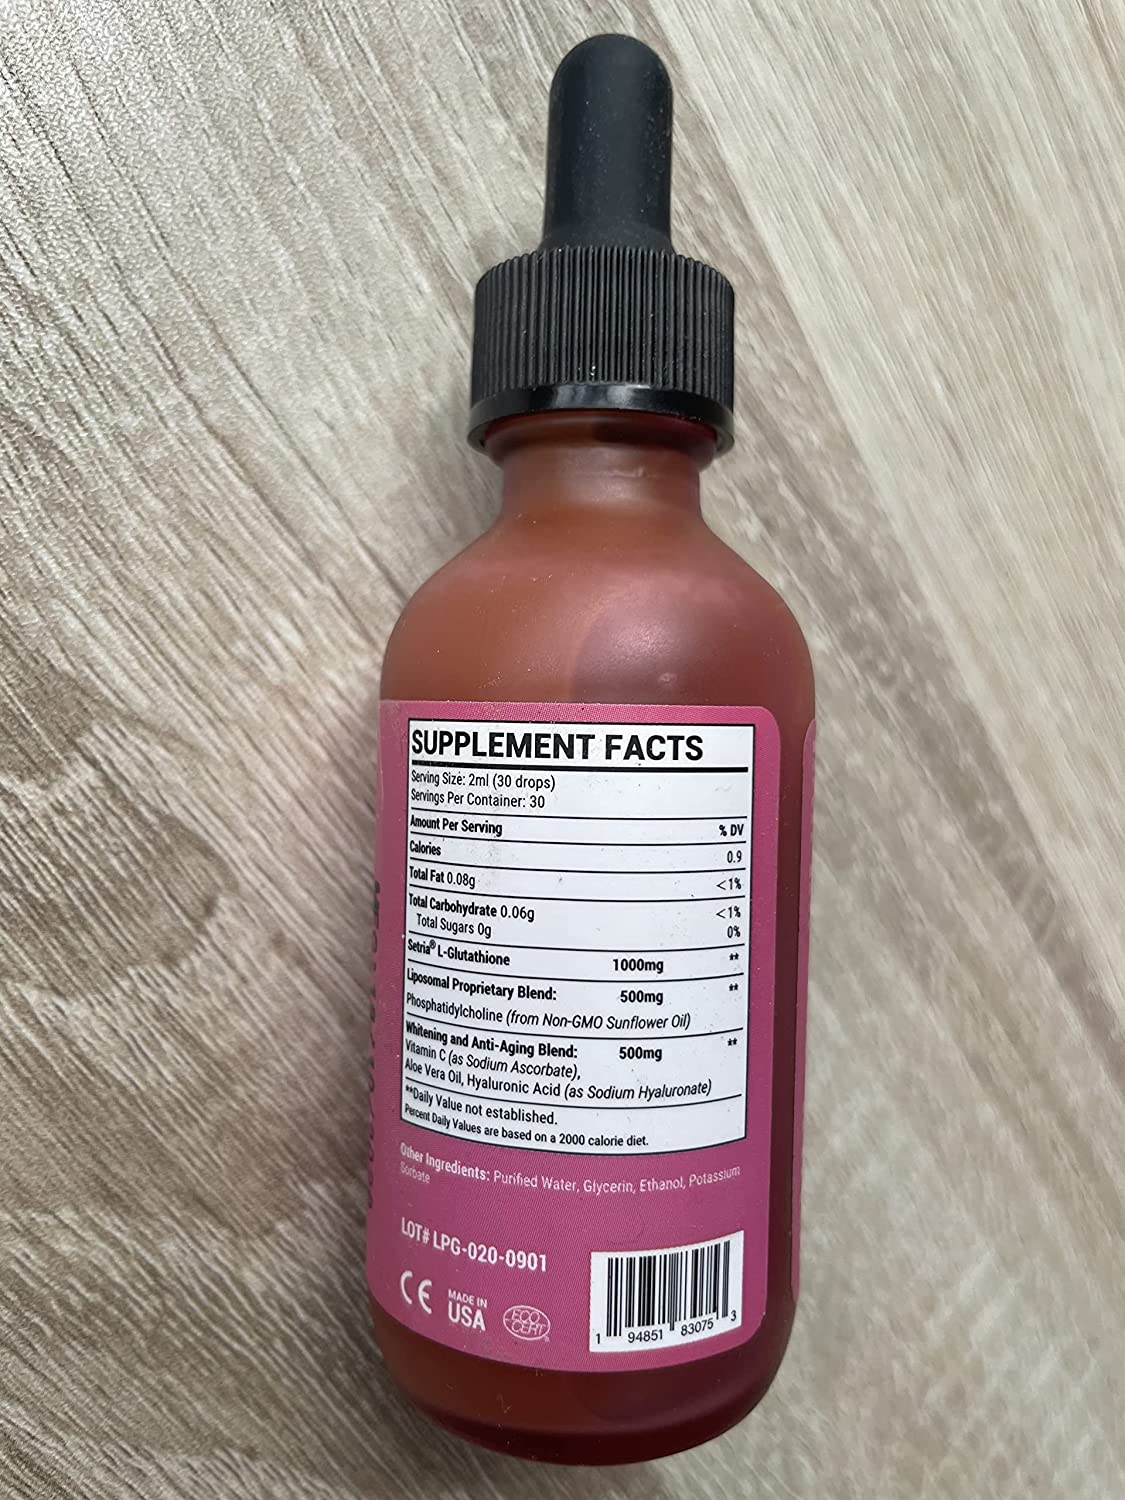 SUPPLEMENT FACTS
Serving Size: 2ml (30 drops)
Servings Per Container: 30
Amount Per Serving % DV
Calories 0.9
Total Fat 0.08g <1%
Total Carbohydrate 0.06g <1%
Total Sugars 0g 0%
Setria® L-Glutathione 1000mg **
Liposomal Proprietary Blend: 500mg **
Phosphatidylcholine (from Non-GMO Sunflower Oil)
Whitening and Anti-Aging Blend: 500mg **
Vitamin C (as Sodium Ascorbate),
Aloe Vera Oil, Hyaluronic Acid (as Sodium Hyaluronate)
**Daily Value not established.
Percent Daily Values are based on a 2000 calorie diet.
Other Ingredients: Purified Water, Glycerin, Ethanol, Potassium
Sorbate
LOT# LPG-020-0901
CE
MADE IN
USA
ECO
CERT
1 94851 83075 3